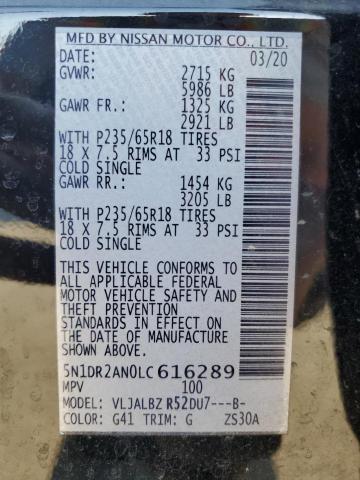 MFD BY NISSAN MOTOR CO., LTD.
DATE: 03/20
GVWR: 2715 KG
5986 LB
GAWR FR.: 1325 KG
2921 LB
WITH P235/65R18 TIRES
18 X 7.5 RIMS AT 33 PSI
COLD SINGLE
GAWR RR.: 1454 KG
3205 LB
WITH P235/65R18 TIRES
18 X 7.5 RIMS AT 33 PSI
COLD SINGLE
THIS VEHICLE CONFORMS TO
ALL APPLICABLE FEDERAL
MOTOR VEHICLE SAFETY AND
THEFT PREVENTION
STANDARDS IN EFFECT ON
THE DATE OF MANUFACTURE
SHOWN ABOVE.
5N1DR2AN0LC616289
MPV 100
MODEL: VLJALBZ R52DU7---B-
COLOR: G41 TRIM: G ZS30A